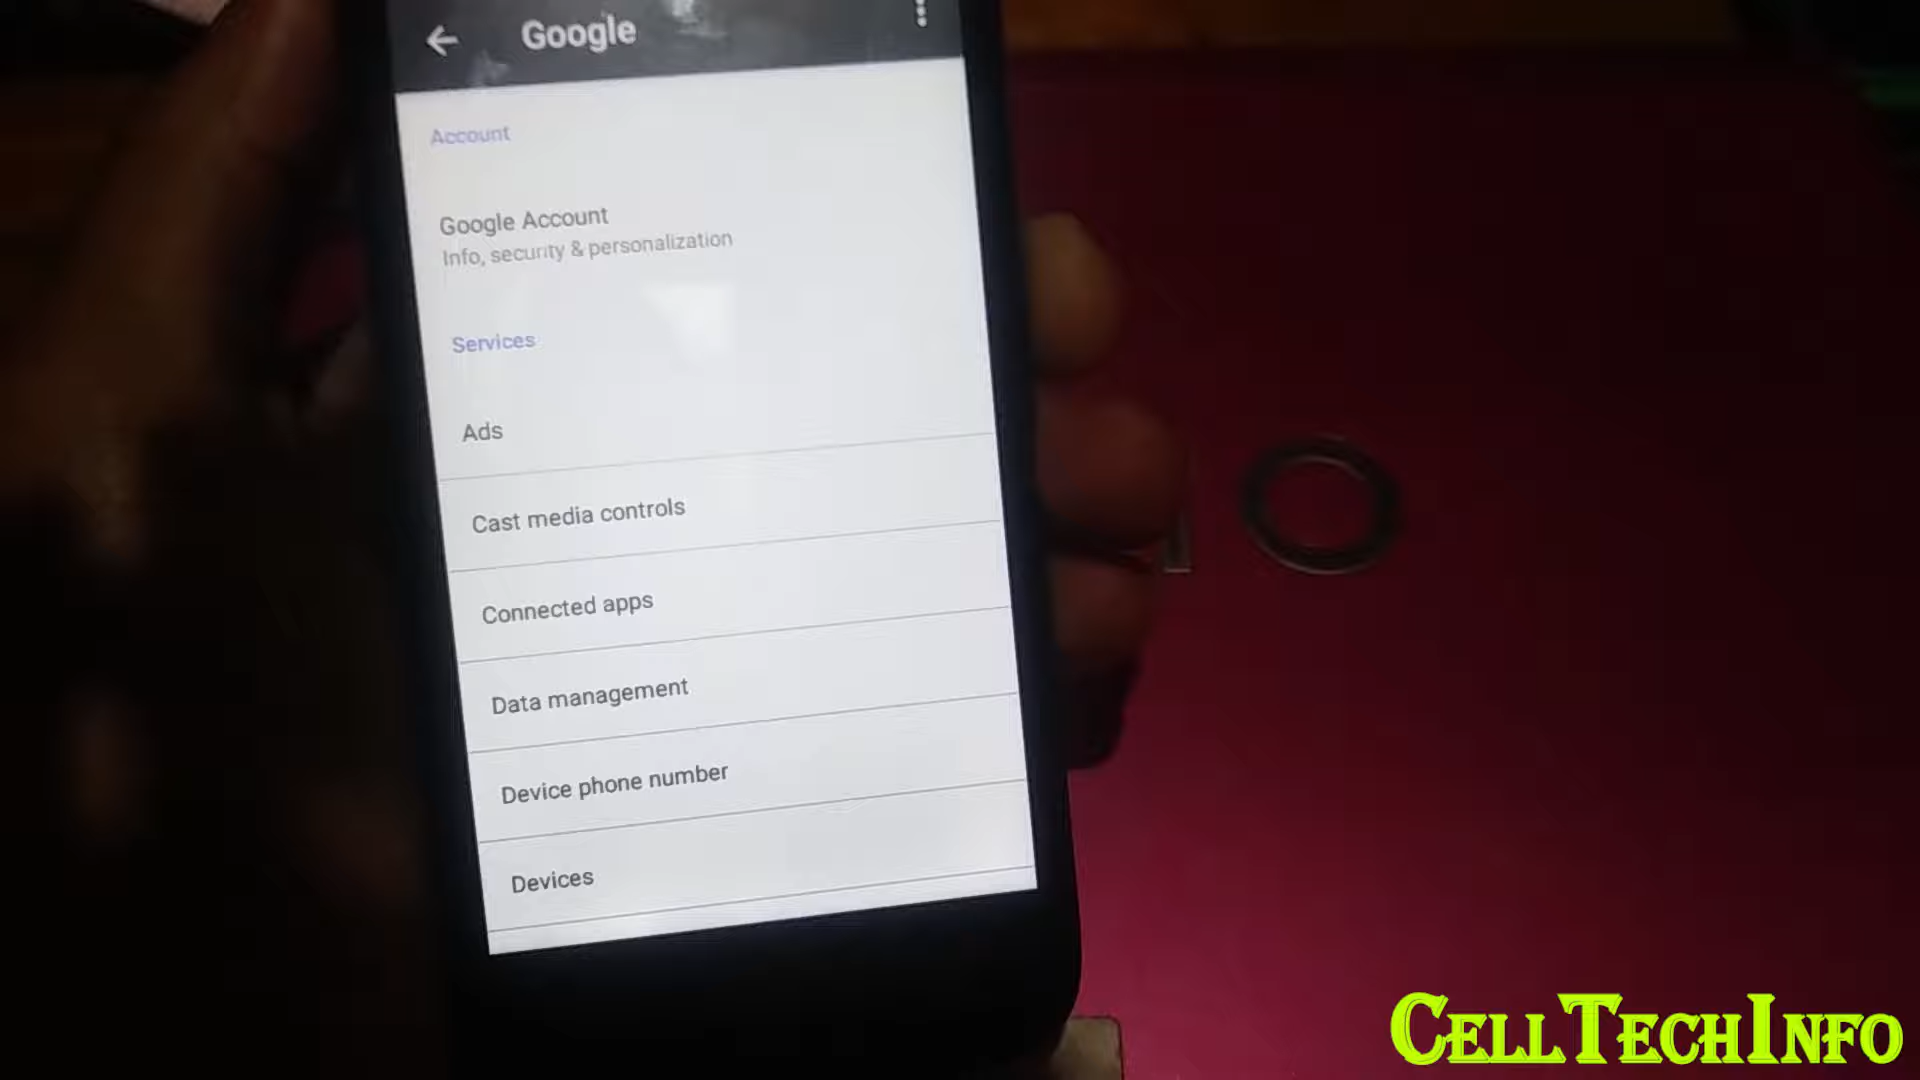 Google
Account
Google Account
Info, security & personalization
Services
Ads
Cast media controls
Connected apps
Data management
Device phone number
Devices
CellTechInfo